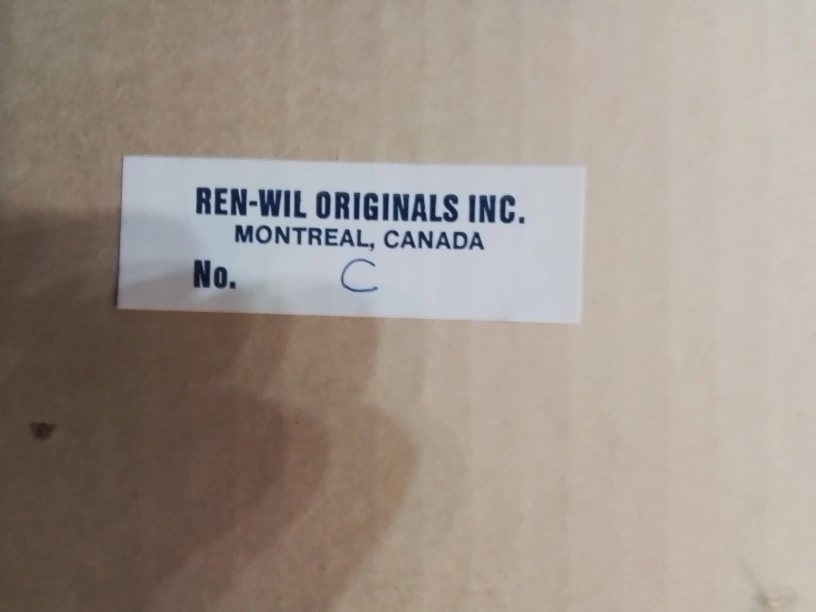 REN-WIL ORIGINALS INC.
MONTREAL, CANADA
No. C